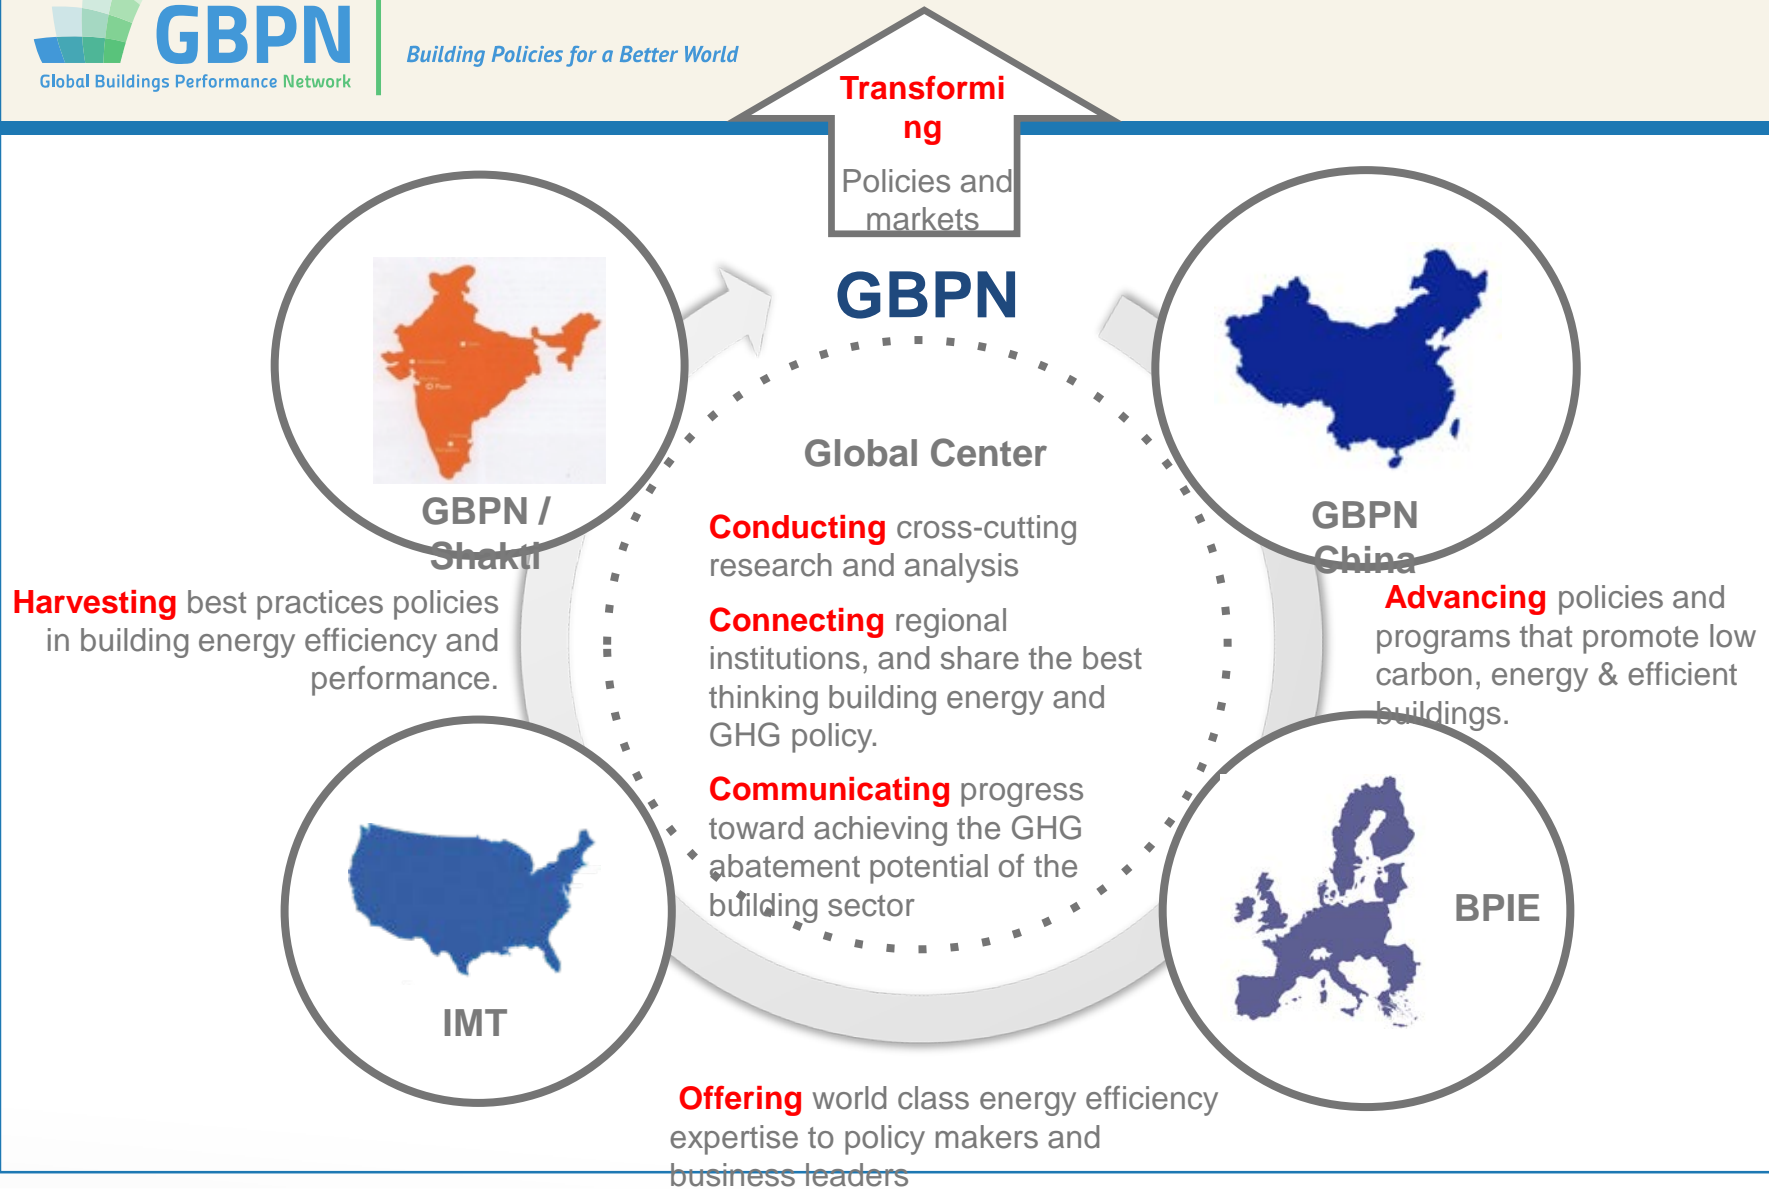 GBPN
Global Buildings Performance Network
Building Policies for a Better World
Transformi
ng
Policies and
markets
GBPN
GBPN /
Shakti
GBPN
China
Global Center
Conducting cross-cutting
research and analysis
Connecting regional
institutions, and share the best
thinking building energy and
GHG policy.
Communicating progress
toward achieving the GHG
abatement potential of the
building sector
Harvesting best practices policies
in building energy efficiency and
performance.
Advancing policies and
programs that promote low
carbon, energy & efficient
buildings.
IMT
BPIE
Offering world class energy efficiency
expertise to policy makers and
business leaders